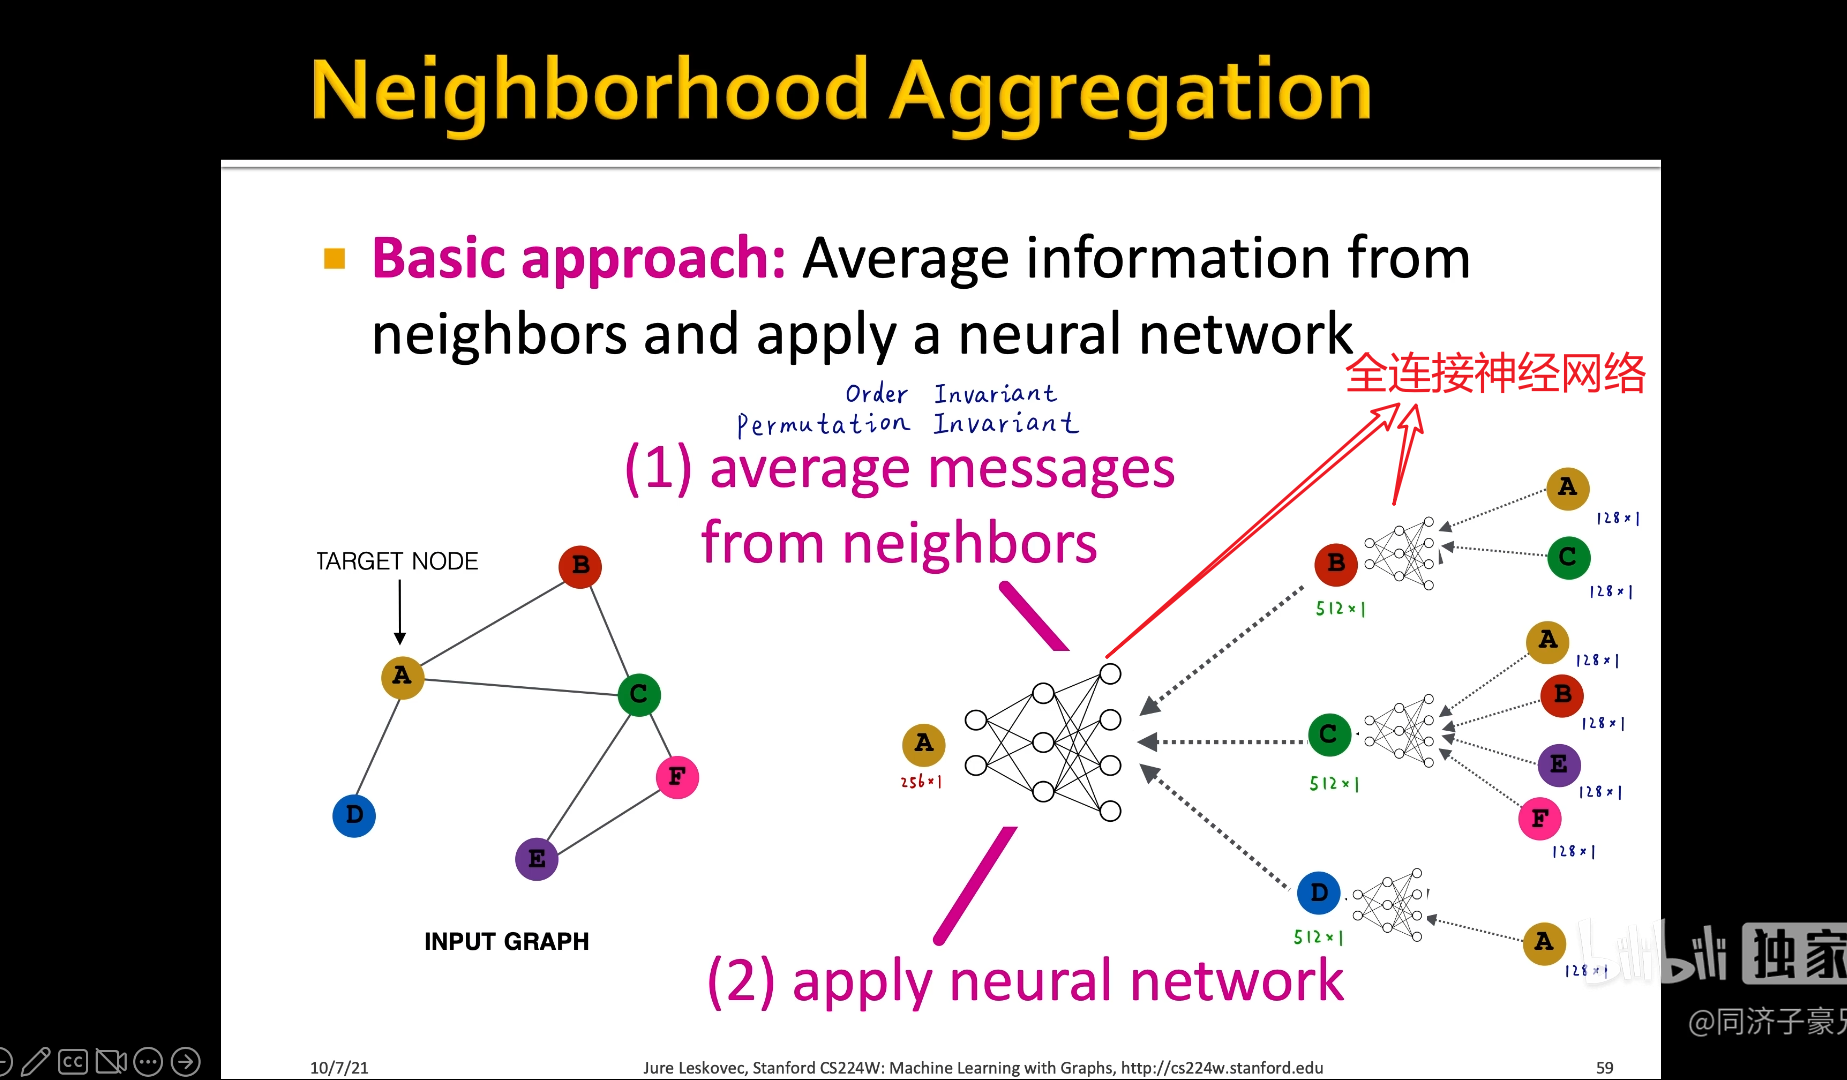 Neighborhood Aggregation
Basic approach: Average information from
neighbors and apply a neural network
全连接神经网络
Order Invariant
Permutation Invariant
(1) average messages
from neighbors
TARGET NODE
A
B
C
D
E
F
INPUT GRAPH
A
256×1
B
512×1
C
512×1
D
512×1
A
128×1
C
128×1
A
128×1
B
128×1
E
128×1
F
128×1
A
128×1
(2) apply neural network
bilibili 独家
@同济子豪兄
CC
10/7/21
Jure Leskovec, Stanford CS224W: Machine Learning with Graphs, http://cs224w.stanford.edu
59